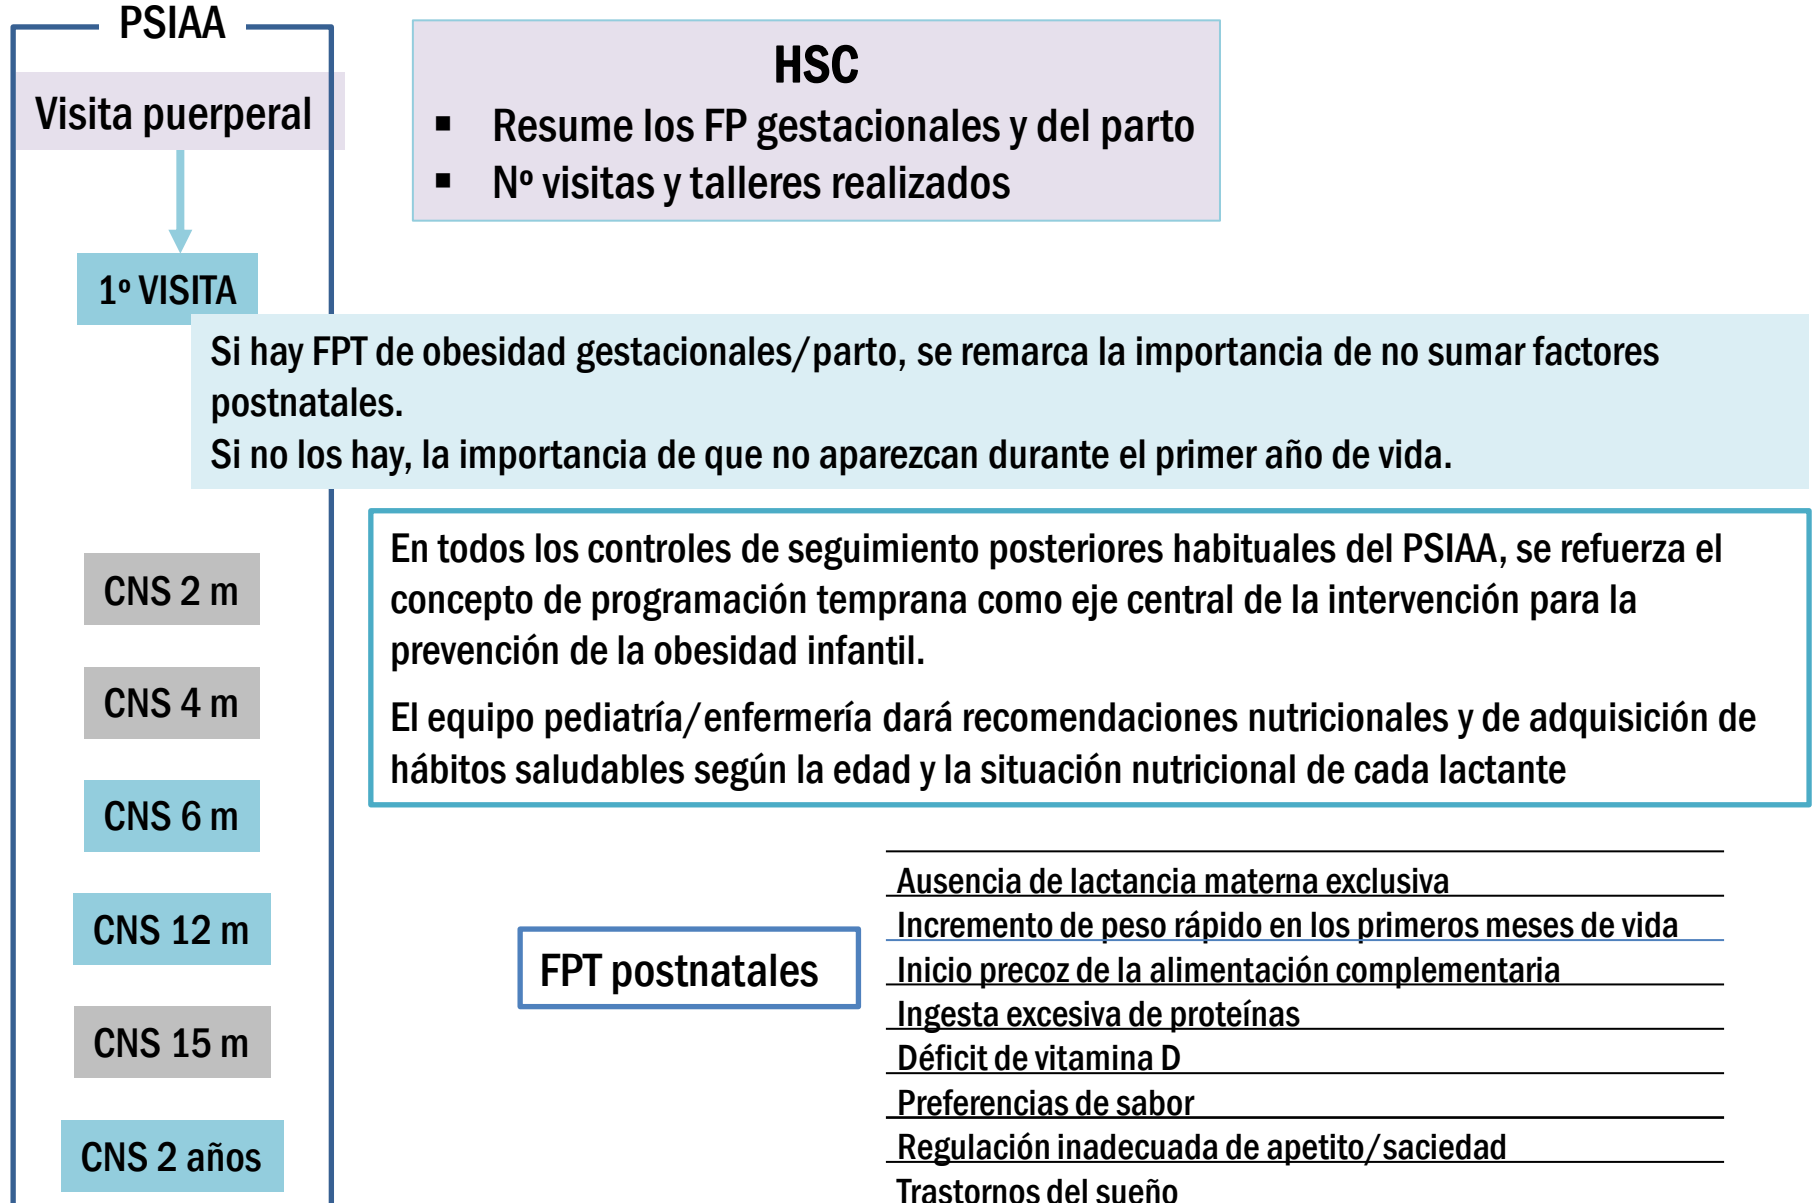 PSIAA
Visita puerperal
HSC
▪ Resume los FP gestacionales y del parto
▪ Nº visitas y talleres realizados
1º VISITA
Si hay FPT de obesidad gestacionales/parto, se remarca la importancia de no sumar factores
postnatales.
Si no los hay, la importancia de que no aparezcan durante el primer año de vida.
En todos los controles de seguimiento posteriores habituales del PSIAA, se refuerza el
concepto de programación temprana como eje central de la intervención para la
prevención de la obesidad infantil.
El equipo pediatría/enfermería dará recomendaciones nutricionales y de adquisición de
hábitos saludables según la edad y la situación nutricional de cada lactante
CNS 2 m
CNS 4 m
CNS 6 m
CNS 12 m
CNS 15 m
CNS 2 años
FPT postnatales
Ausencia de lactancia materna exclusiva
Incremento de peso rápido en los primeros meses de vida
Inicio precoz de la alimentación complementaria
Ingesta excesiva de proteínas
Déficit de vitamina D
Preferencias de sabor
Regulación inadecuada de apetito/saciedad
Trastornos del sueño